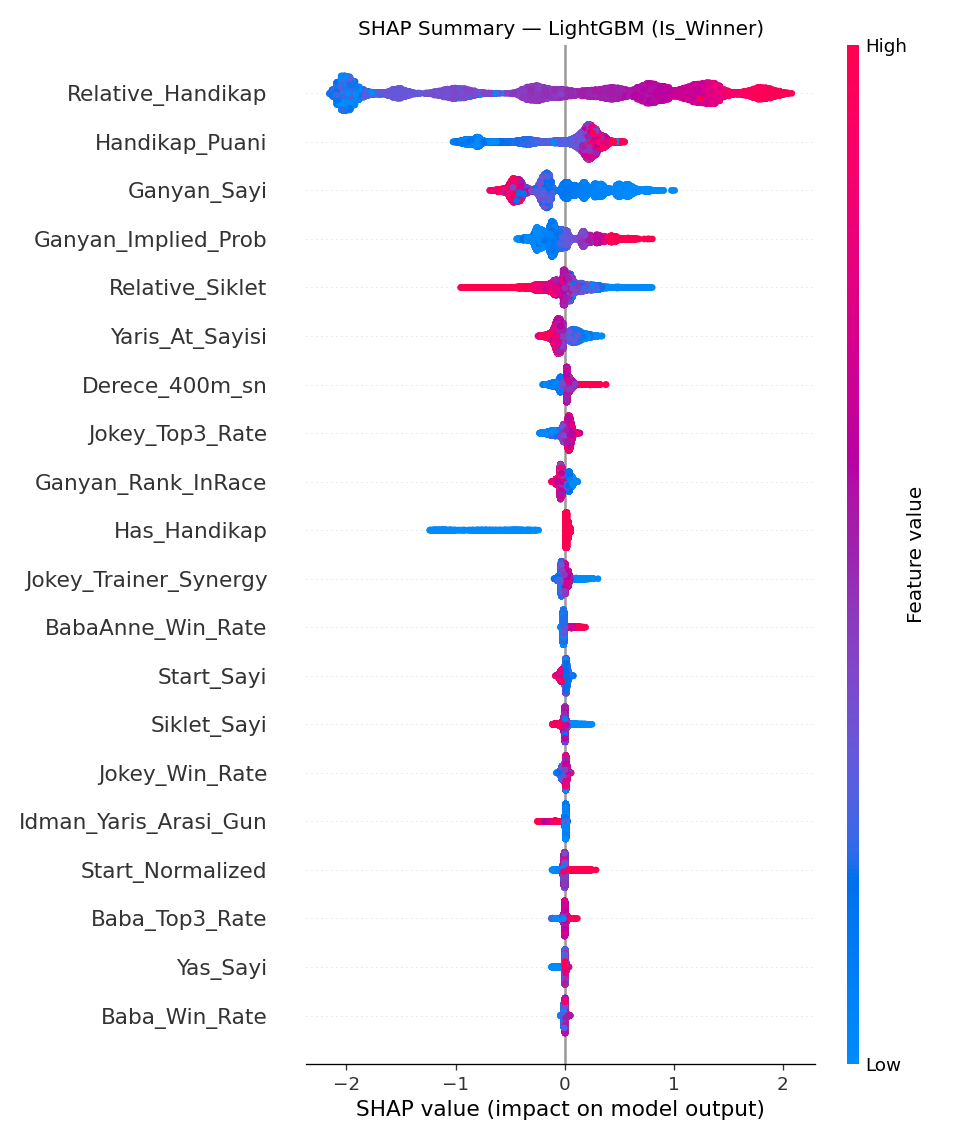 SHAP Summary — LightGBM (Is_Winner)
High
Relative_Handikap
Handikap_Puani
Ganyan_Sayi
Ganyan_Implied_Prob
Relative_Siklet
Yaris_At_Sayisi
Derece_400m_sn
Jokey_Top3_Rate
Ganyan_Rank_InRace
Has_Handikap
Jokey_Trainer_Synergy
BabaAnne_Win_Rate
Start_Sayi
Siklet_Sayi
Jokey_Win_Rate
Idman_Yaris_Arasi_Gun
Start_Normalized
Baba_Top3_Rate
Yas_Sayi
Baba_Win_Rate
Feature value
Low
−2 −1 0 1 2
SHAP value (impact on model output)